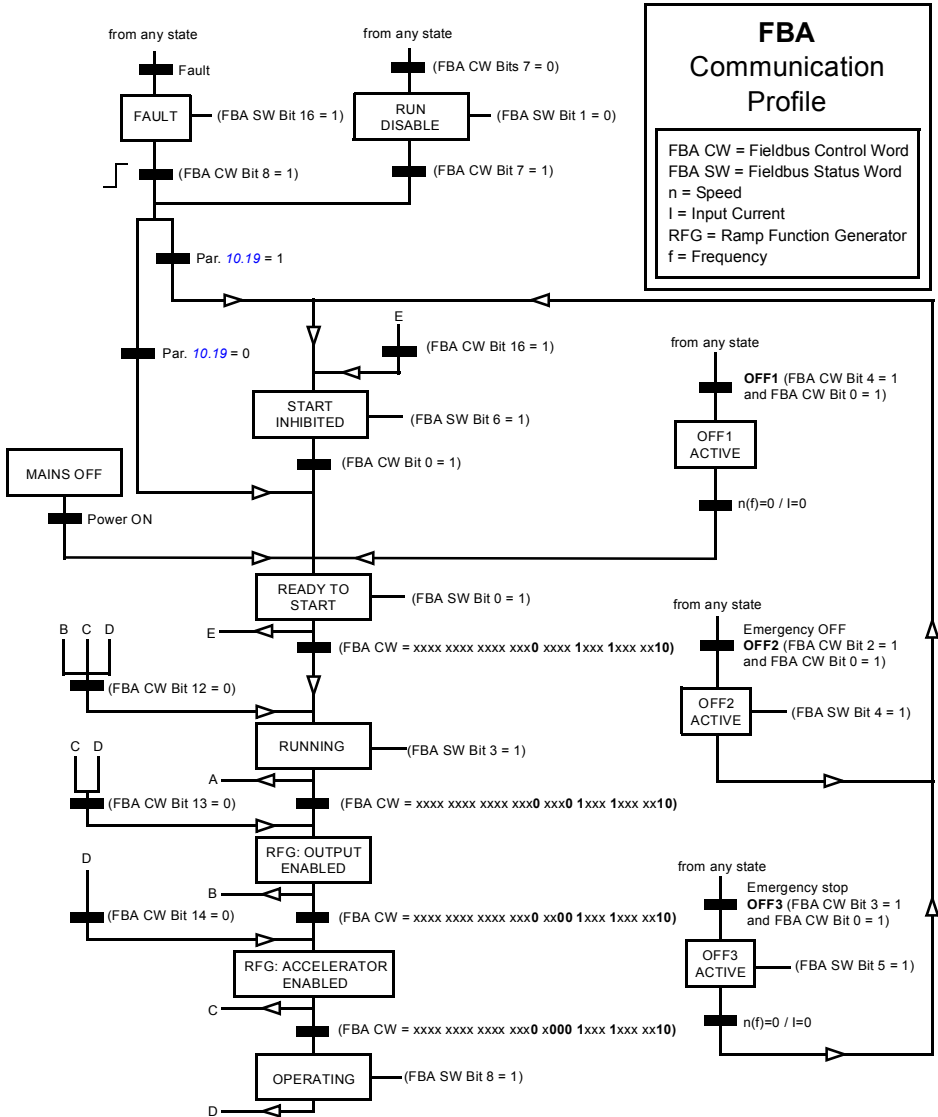 from any state
Fault
FAULT
(FBA SW Bit 16 = 1)
(FBA CW Bit 8 = 1)
from any state
(FBA CW Bits 7 = 0)
RUN
DISABLE
(FBA SW Bit 1 = 0)
(FBA CW Bit 7 = 1)
FBA
Communication
Profile
FBA CW = Fieldbus Control Word
FBA SW = Fieldbus Status Word
n = Speed
I = Input Current
RFG = Ramp Function Generator
f = Frequency
Par. 10.19 = 1
Par. 10.19 = 0
E
(FBA CW Bit 16 = 1)
START
INHIBITED
(FBA SW Bit 6 = 1)
(FBA CW Bit 0 = 1)
from any state
OFF1 (FBA CW Bit 4 = 1
and FBA CW Bit 0 = 1)
OFF1
ACTIVE
n(f)=0 / I=0
MAINS OFF
Power ON
READY TO
START
(FBA SW Bit 0 = 1)
E
(FBA CW = xxxx xxxx xxxx xxx0 xxxx 1xxx 1xxx xx10)
B C D
(FBA CW Bit 12 = 0)
from any state
Emergency OFF
OFF2 (FBA CW Bit 2 = 1
and FBA CW Bit 0 = 1)
OFF2
ACTIVE
(FBA SW Bit 4 = 1)
RUNNING
(FBA SW Bit 3 = 1)
A
C D
(FBA CW Bit 13 = 0)
(FBA CW = xxxx xxxx xxxx xxx0 xxx0 1xxx 1xxx xx10)
RFG: OUTPUT
ENABLED
B
D
(FBA CW Bit 14 = 0)
(FBA CW = xxxx xxxx xxxx xxx0 xx00 1xxx 1xxx xx10)
from any state
Emergency stop
OFF3 (FBA CW Bit 3 = 1
and FBA CW Bit 0 = 1)
OFF3
ACTIVE
(FBA SW Bit 5 = 1)
n(f)=0 / I=0
RFG: ACCELERATOR
ENABLED
C
(FBA CW = xxxx xxxx xxxx xxx0 x000 1xxx 1xxx xx10)
OPERATING
(FBA SW Bit 8 = 1)
D